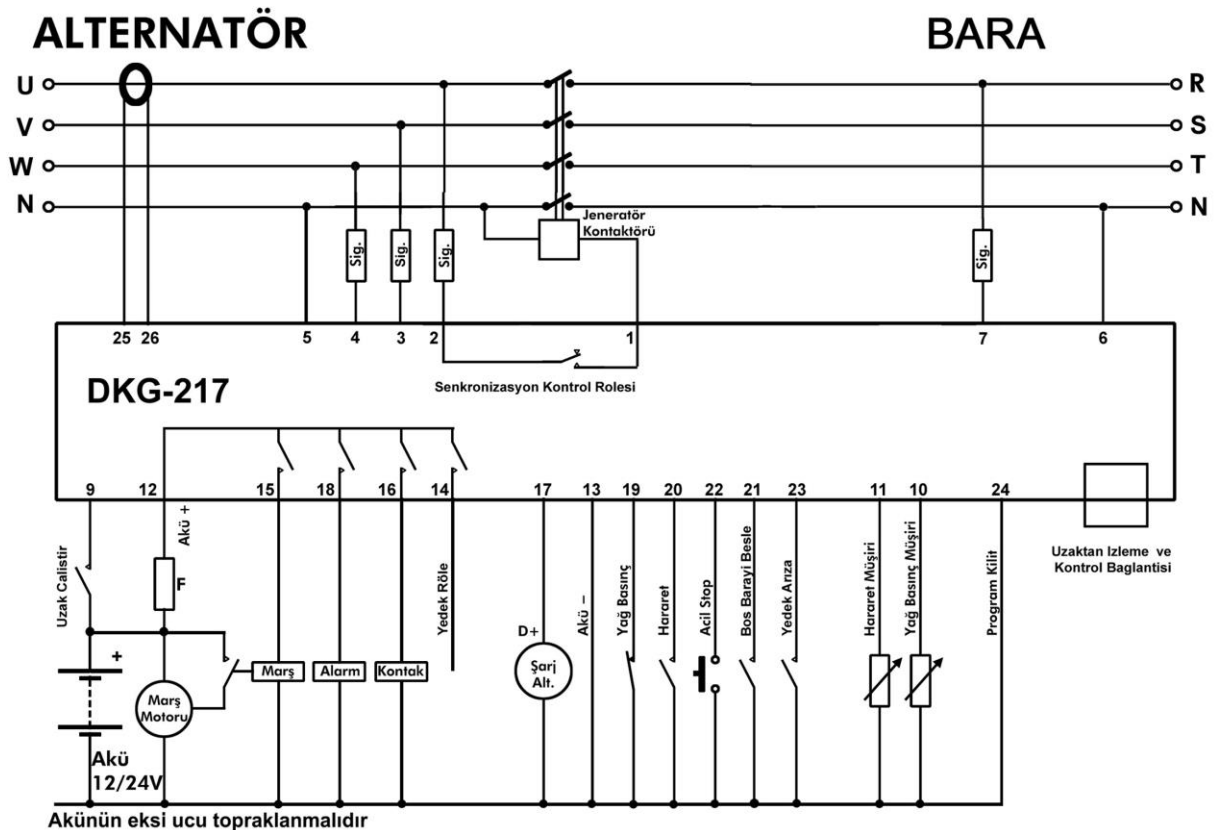 ALTERNATÖR
BARA
U
R
V
S
W
T
N
N
Jeneratör
Kontaktörü
Sig.
Sig.
Sig.
Sig.
25
26
5
4
3
2
1
7
6
Senkronizasyon Kontrol Rolesi
DKG-217
9
12
15
18
16
14
17
13
19
20
22
21
23
11
10
24
Uzak Calistir
Akü +
F
Yedek Röle
D+
Şarj
Alt.
Akü –
Yağ Basınç
Hararet
Acil Stop
Bos Barayi Besle
Yedek Arıza
Hararet Müşiri
Yağ Basınç Müşiri
Program Kilit
Uzaktan Izleme ve
Kontrol Baglantisi
+
Marş
Alarm
Kontak
Marş
Motoru
Akü
12/24V
Akünün eksi ucu topraklanmalıdır